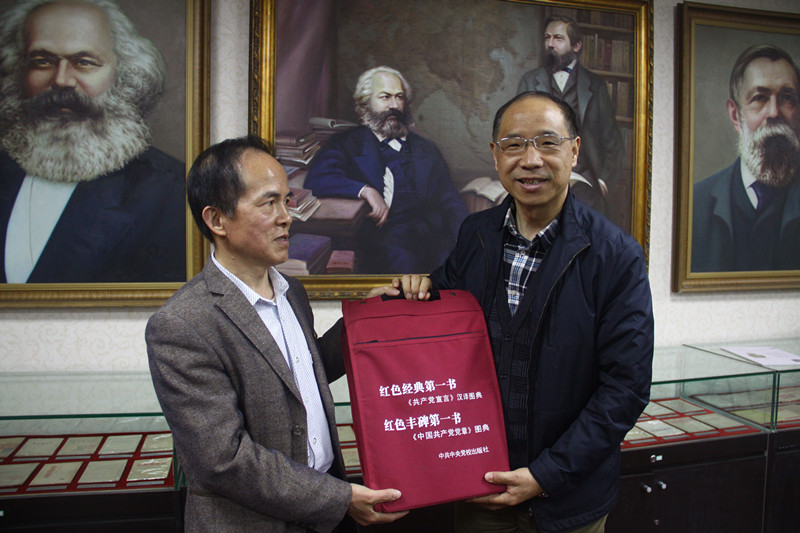 红色经典第一书
《共产党宣言》汉译图典
红色丰碑第一书
《中国共产党党章》图典
中共中央党校出版社